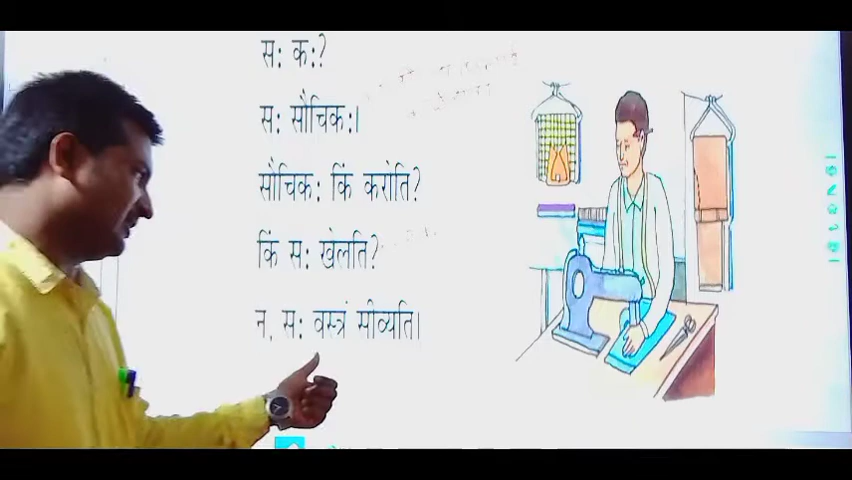 सः कः?
सः सौचिकः।
सौचिकः किं करोति?
किं सः खेलति?
न, सः वस्त्रं सीव्यति।